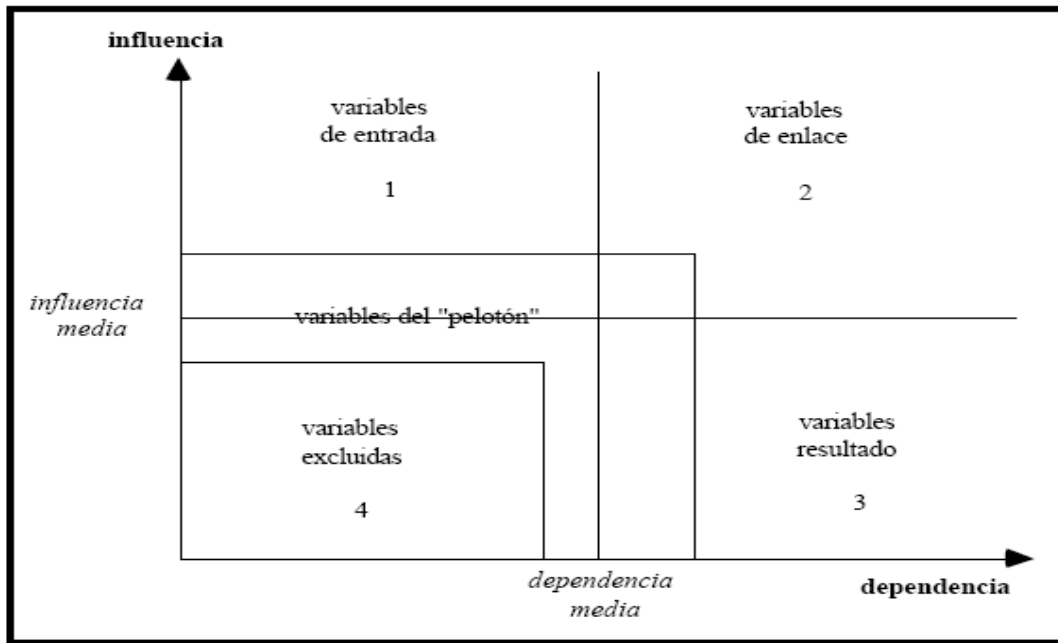 influencia
variables
de entrada
1
variables
de enlace
2
influencia
media
variables del "pelotón"
variables
excluidas
4
variables
resultado
3
dependencia
media
dependencia